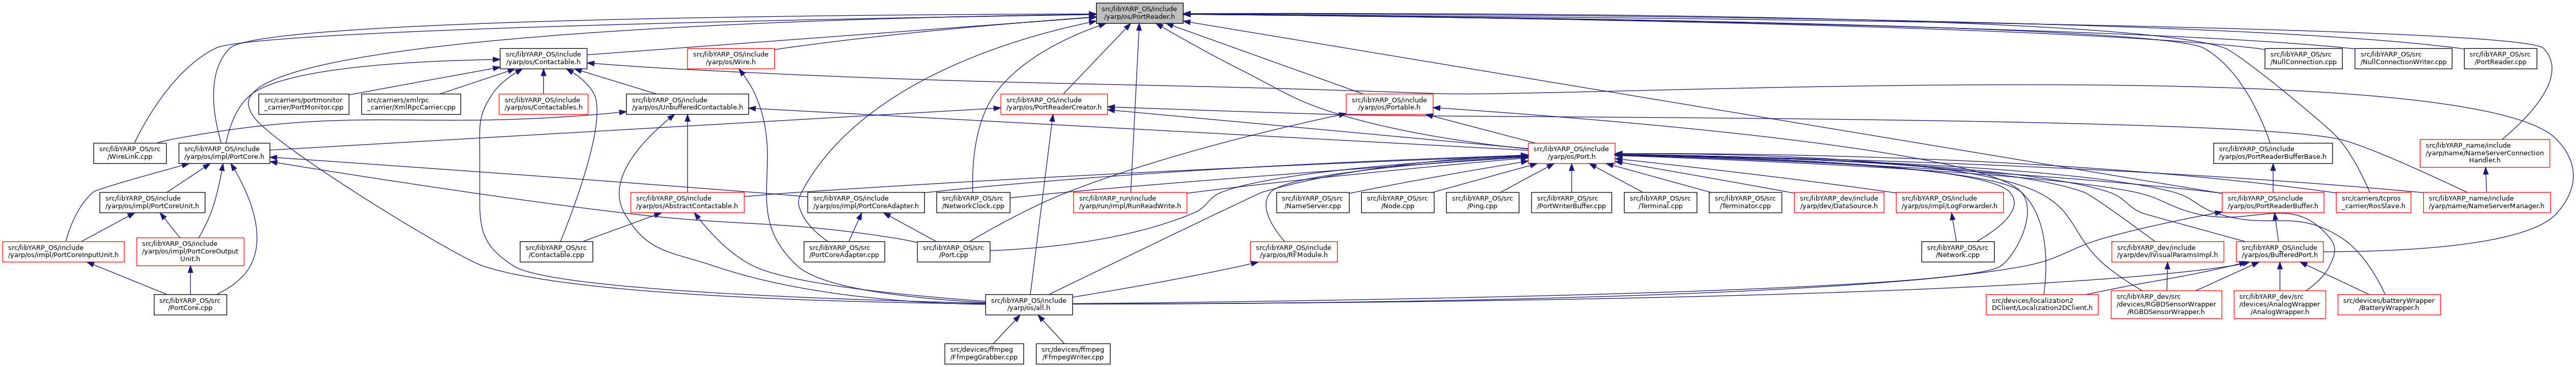 src/libYARP_OS/include
/yarp/os/PortReader.h
src/libYARP_OS/include
/yarp/os/Contactable.h
src/libYARP_OS/include
/yarp/os/Wire.h
src/libYARP_OS/src
/NullConnection.cpp
src/libYARP_OS/src
/NullConnectionWriter.cpp
src/libYARP_OS/src
/PortReader.cpp
src/carriers/portmonitor
_carrier/PortMonitor.cpp
src/carriers/xmlrpc
_carrier/XmlRpcCarrier.cpp
src/libYARP_OS/include
/yarp/os/Contactables.h
src/libYARP_OS/include
/yarp/os/UnbufferedContactable.h
src/libYARP_OS/include
/yarp/os/PortReaderCreator.h
src/libYARP_OS/include
/yarp/os/Portable.h
src/libYARP_OS/src
/WireLink.cpp
src/libYARP_OS/include
/yarp/os/impl/PortCore.h
src/libYARP_OS/include
/yarp/os/Port.h
src/libYARP_OS/include
/yarp/os/PortReaderBufferBase.h
src/libYARP_name/include
/yarp/name/NameServerConnection
Handler.h
src/libYARP_OS/include
/yarp/os/impl/PortCoreUnit.h
src/libYARP_OS/include
/yarp/os/AbstractContactable.h
src/libYARP_OS/include
/yarp/os/impl/PortCoreAdapter.h
src/libYARP_OS/src
/NetworkClock.cpp
src/libYARP_run/include
/yarp/run/impl/RunReadWrite.h
src/libYARP_OS/src
/NameServer.cpp
src/libYARP_OS/src
/Node.cpp
src/libYARP_OS/src
/Ping.cpp
src/libYARP_OS/src
/PortWriterBuffer.cpp
src/libYARP_OS/src
/Terminal.cpp
src/libYARP_OS/src
/Terminator.cpp
src/libYARP_dev/include
/yarp/dev/DataSource.h
src/libYARP_OS/include
/yarp/os/impl/LogForwarder.h
src/libYARP_OS/include
/yarp/os/PortReaderBuffer.h
src/carriers/tcpros
_carrier/RosSlave.h
src/libYARP_name/include
/yarp/name/NameServerManager.h
src/libYARP_OS/include
/yarp/os/impl/PortCoreInputUnit.h
src/libYARP_OS/include
/yarp/os/impl/PortCoreOutput
Unit.h
src/libYARP_OS/src
/Contactable.cpp
src/libYARP_OS/src
/PortCoreAdapter.cpp
src/libYARP_OS/src
/Port.cpp
src/libYARP_OS/include
/yarp/os/RFModule.h
src/libYARP_OS/src
/Network.cpp
src/libYARP_dev/include
/yarp/dev/IVisualParamsImpl.h
src/libYARP_OS/include
/yarp/os/BufferedPort.h
src/libYARP_OS/src
/PortCore.cpp
src/libYARP_OS/include
/yarp/os/all.h
src/devices/localization2
DClient/Localization2DClient.h
src/libYARP_dev/src
/devices/RGBDSensorWrapper
/RGBDSensorWrapper.h
src/libYARP_dev/src
/devices/AnalogWrapper
/AnalogWrapper.h
src/devices/batteryWrapper
/BatteryWrapper.h
src/devices/ffmpeg
/FfmpegGrabber.cpp
src/devices/ffmpeg
/FfmpegWriter.cpp